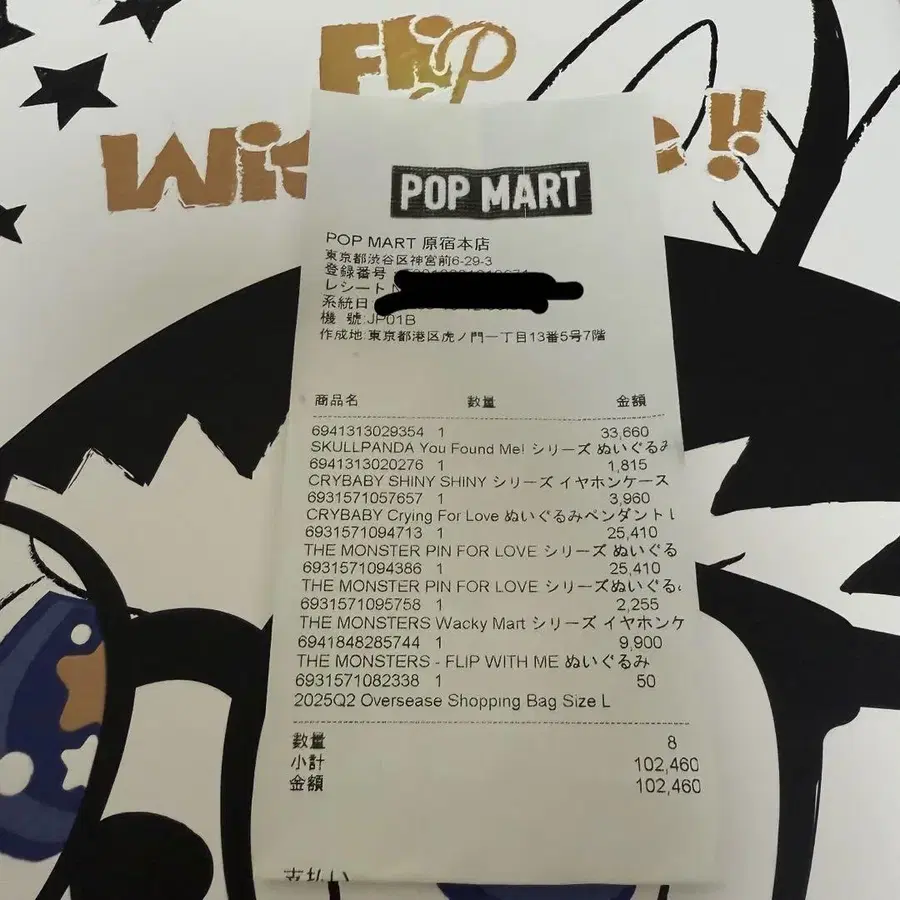 Flip
With
!!
POP MART
POP MART 原宿本店
東京都渋谷区神宮前6-29-3
登録番号
レシート
系統日
機 號:JP01B
作成地:東京都港区虎ノ門一丁目13番5号7階
商品名 数量 金額
6941313029354 1 33,660
SKULLPANDA You Found Me! シリーズ ぬいぐるみ
6941313020276 1 1,815
CRYBABY SHINY SHINY シリーズ イヤホンケース
6931571057657 1 3,960
CRYBABY Crying For Love ぬいぐるみペンダント
6931571094713 1 25,410
THE MONSTER PIN FOR LOVE シリーズ ぬいぐる
6931571094386 1 25,410
THE MONSTER PIN FOR LOVE シリーズぬいぐる
6931571095758 1 2,255
THE MONSTERS Wacky Mart シリーズ イヤホンケ
6941848285744 1 9,900
THE MONSTERS - FLIP WITH ME ぬいぐるみ
6931571082338 1 50
2025Q2 Oversease Shopping Bag Size L
数量 8
小計 102,460
金額 102,460
支払い